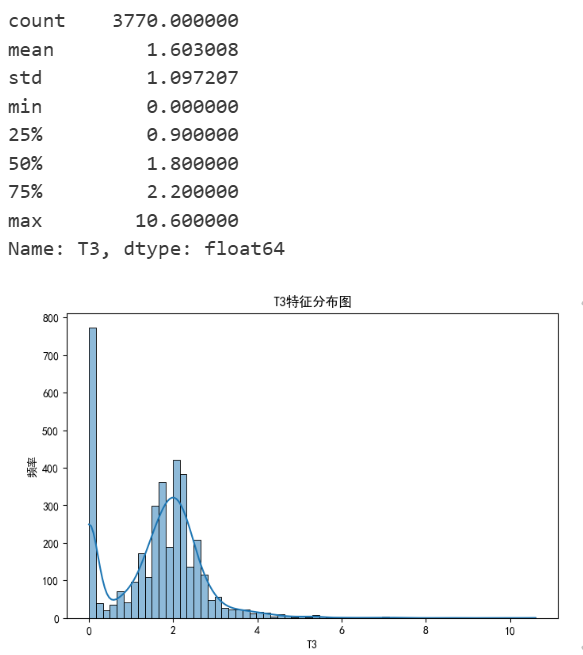 count 3770.000000
mean 1.603008
std 1.097207
min 0.000000
25% 0.900000
50% 1.800000
75% 2.200000
max 10.600000
Name: T3, dtype: float64
T3特征分布图
800
700
600
500
400
300
200
100
0
频率
0 2 4 6 8 10
T3